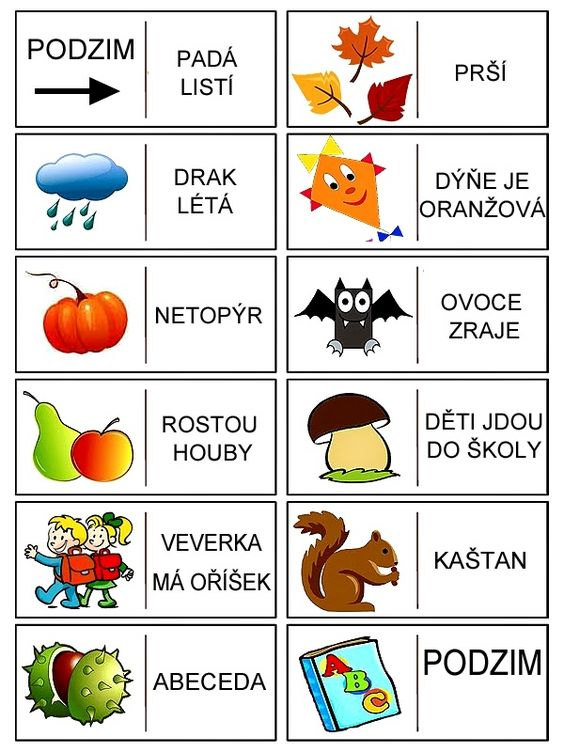 PODZIM
PADÁ
LISTÍ
PRŠÍ
DRAK
LÉTÁ
DÝŇE JE
ORANŽOVÁ
NETOPÝR
OVOCE
ZRAJE
ROSTOU
HOUBY
DĚTI JDOU
DO ŠKOLY
VEVERKA
MÁ OŘÍŠEK
KAŠTAN
ABECEDA
A
B
C
PODZIM